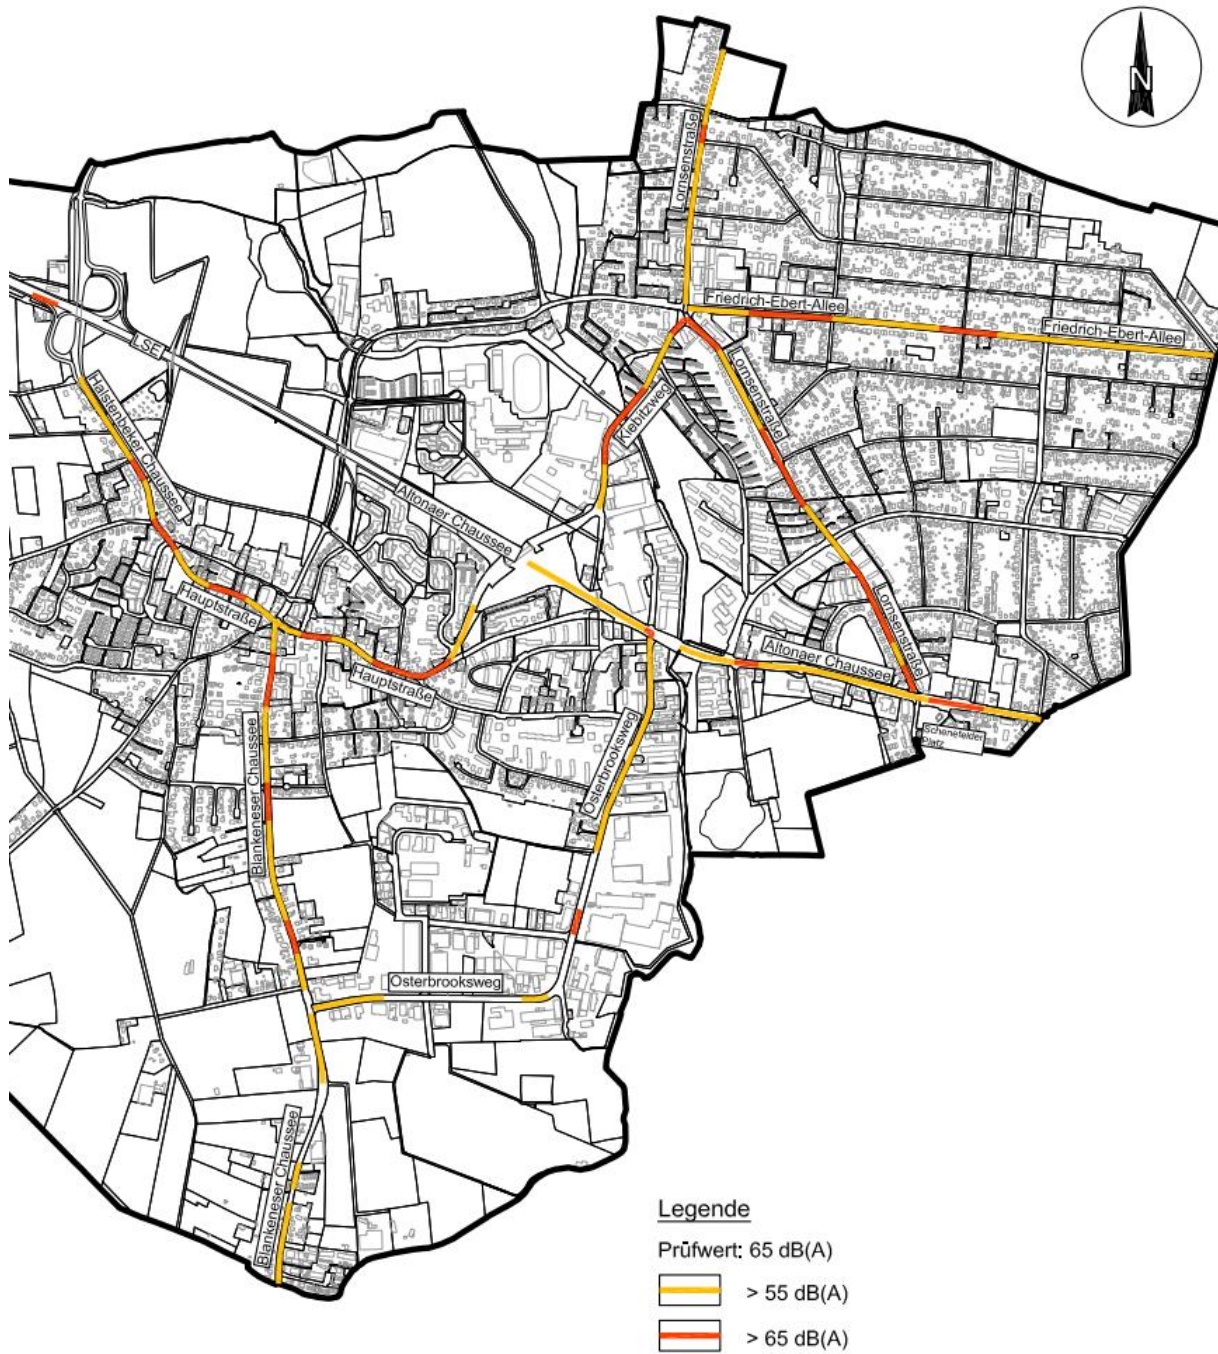 N
Lornsenstraße
Friedrich-Ebert-Allee
Friedrich-Ebert-Allee
LSE
Halstenbeker Chaussee
Kiebitzweg
Lornsenstraße
Altonaer Chaussee
Hauptstraße
Lornsenstraße
Altonaer Chaussee
Hauptstraße
Schenefelder
Platz
Blankeneser Chaussee
Osterbrooksweg
Osterbrooksweg
Blankeneser Chaussee
Legende
Prüfwert: 65 dB(A)
> 55 dB(A)
> 65 dB(A)